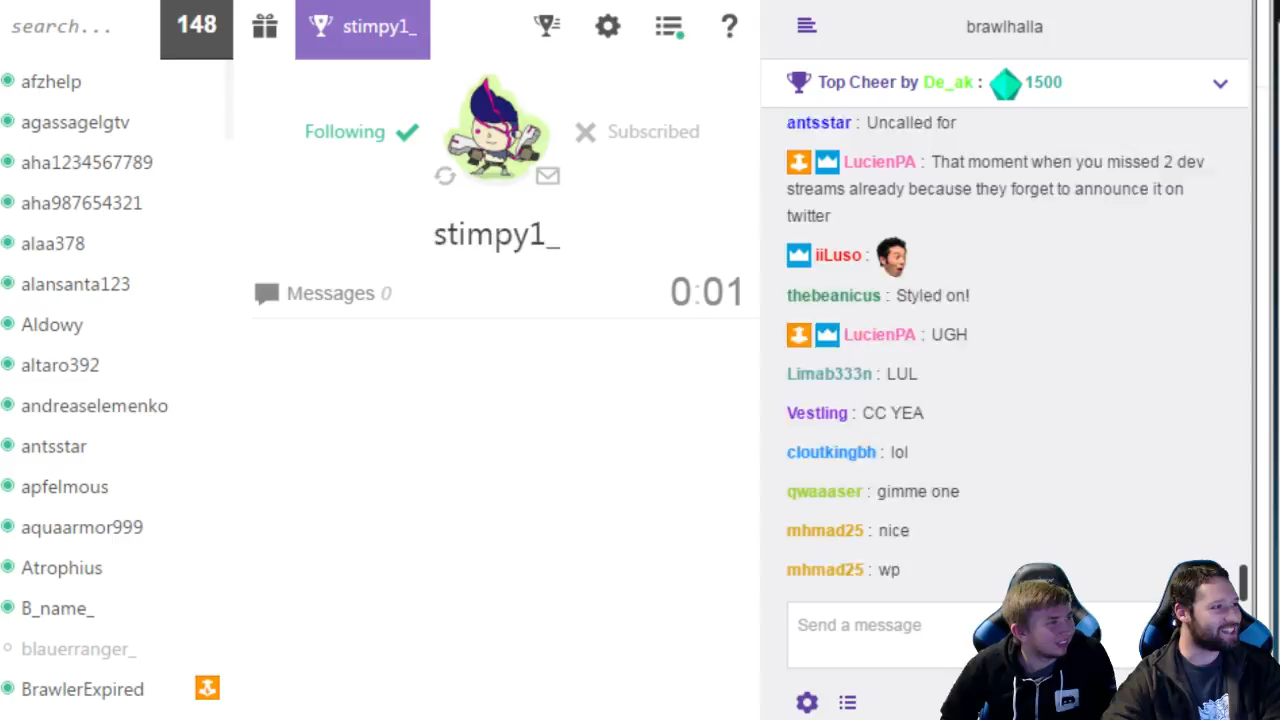 search...
148
stimpy1_
afzhelp
agassagelgtv
aha1234567789
aha987654321
alaa378
alansanta123
Aldowy
altaro392
andreaselemenko
antsstar
apfelmous
aquaarmor999
Atrophius
B_name_
blauerranger_
BrawlerExpired
Following
Subscribed
stimpy1_
Messages 0
0:01
brawlhalla
Top Cheer by De_ak : 1500
antsstar : Uncalled for
LucienPA : That moment when you missed 2 dev
streams already because they forget to announce it on
twitter
iiLuso :
thebeanicus : Styled on!
LucienPA : UGH
Limab333n : LUL
Vestling : CC YEA
cloutkingbh : lol
qwaaaser : gimme one
mhmad25 : nice
mhmad25 : wp
Send a message